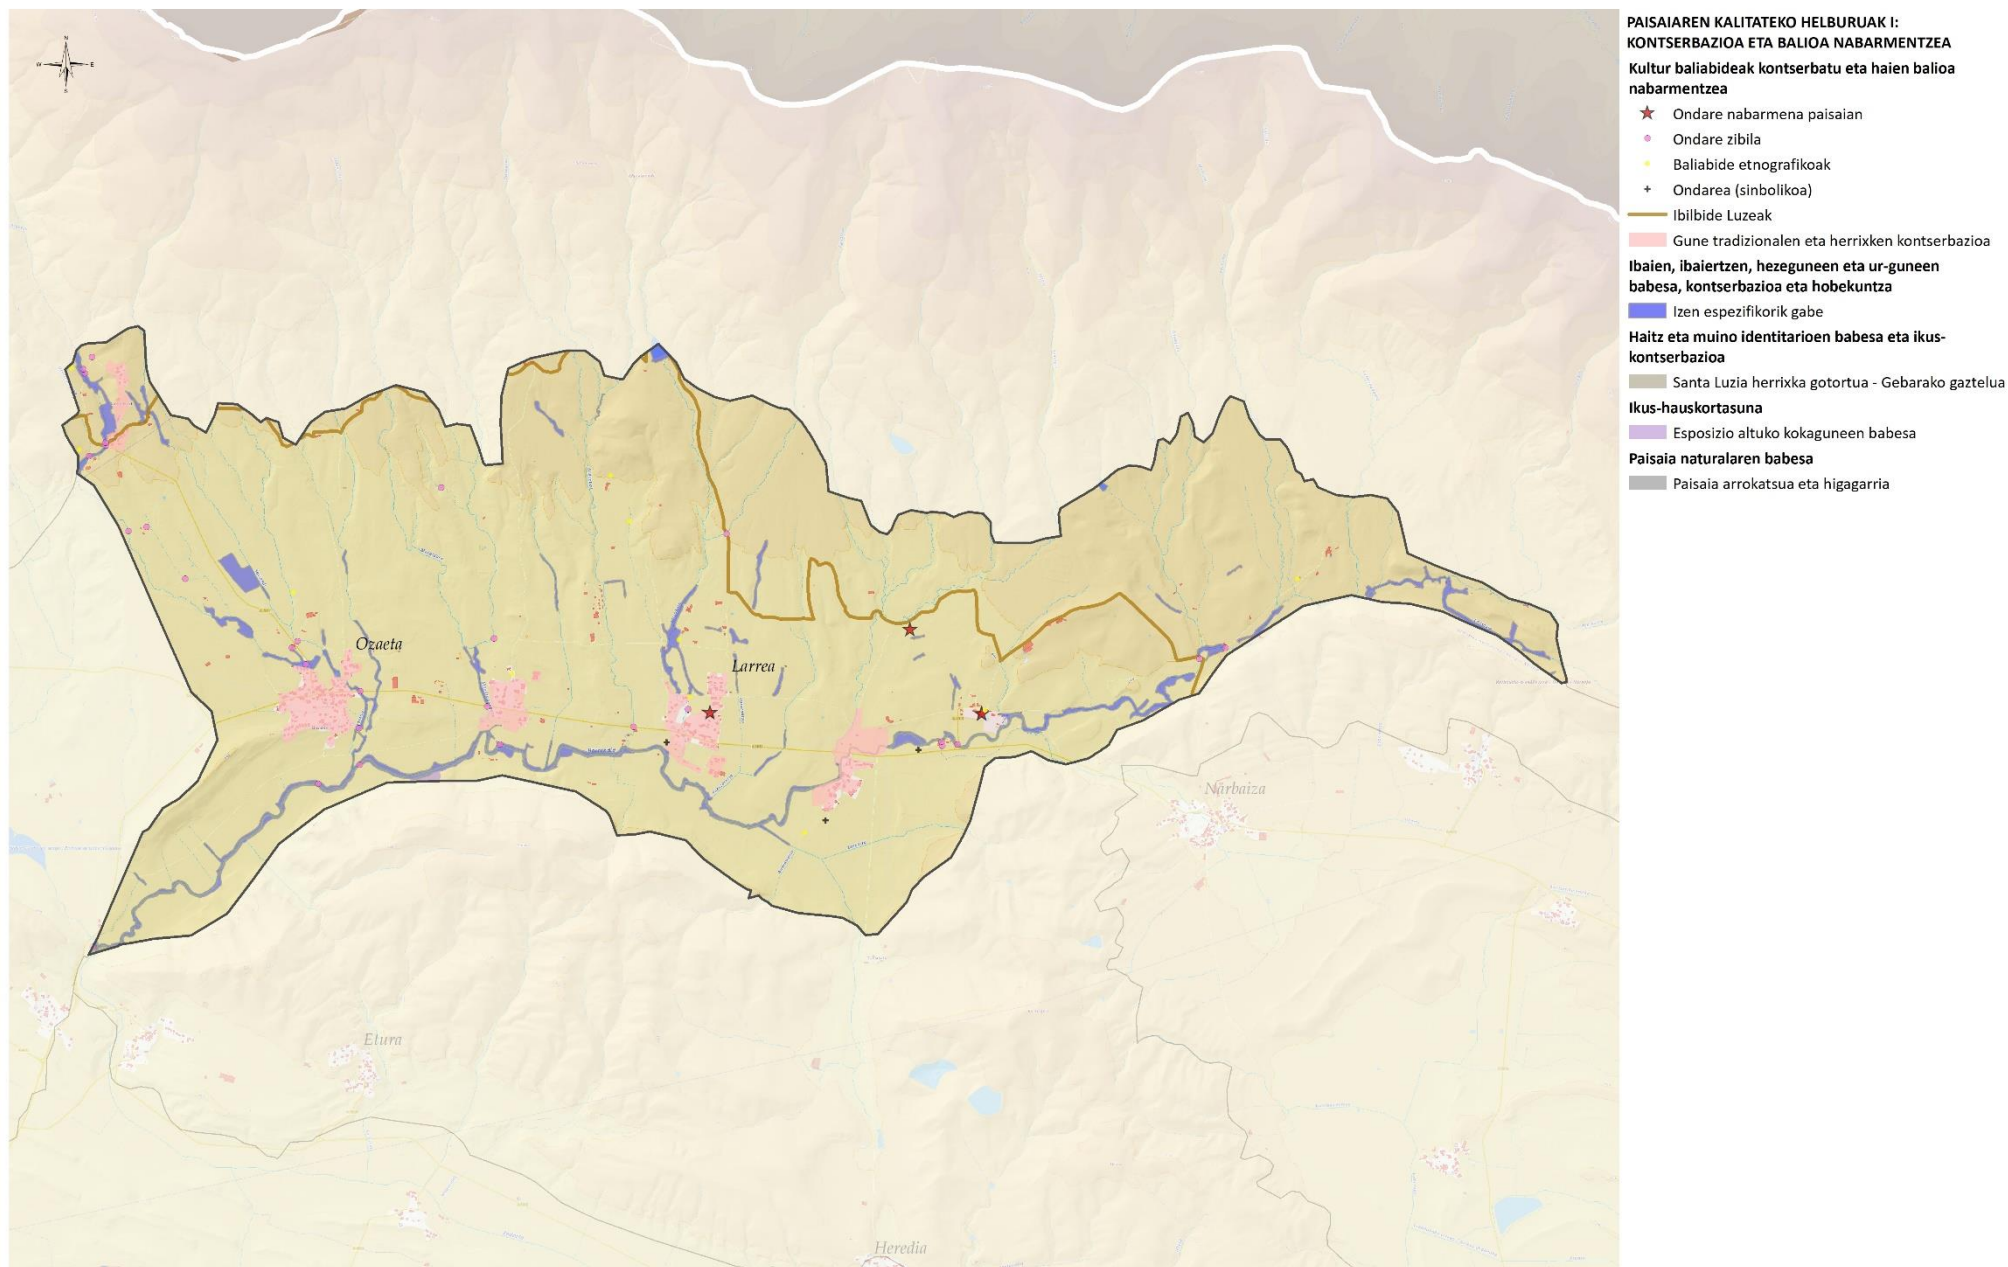 N
W E
S
Ozaeta
Larrea
Narbaiza
Etura
Heredia
PAISAIAREN KALITATEKO HELBURUAK I:
KONTSERBAZIOA ETA BALIOA NABARMENTZEA
Kultur baliabideak kontserbatu eta haien balioa
nabarmentzea
Ondare nabarmena paisaian
Ondare zibila
Baliabide etnografikoak
Ondarea (sinbolikoa)
Ibilbide Luzeak
Gune tradizionalen eta herrixken kontserbazioa
Ibaien, ibaiertzen, hezeguneen eta ur-guneen
babesa, kontserbazioa eta hobekuntza
Izen espezifikorik gabe
Haitz eta muino identitarioen babesa eta ikus-
kontserbazioa
Santa Luzia herrixka gotortua - Gebarako gaztelua
Ikus-hauskortasuna
Esposizio altuko kokaguneen babesa
Paisaia naturalaren babesa
Paisaia arrokatsua eta higagarria